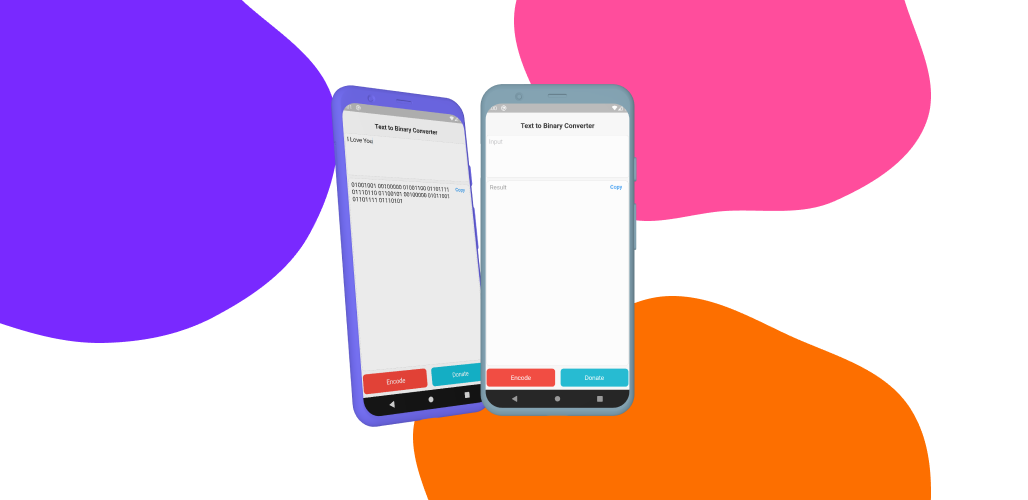 Text to Binary Converter
I Love You
01001001 00100000 01001100 01101111
01110110 01100101 00100000 01011001
01101111 01110101
Copy
Encode
Donate
Text to Binary Converter
Input
Result
Copy
Encode
Donate